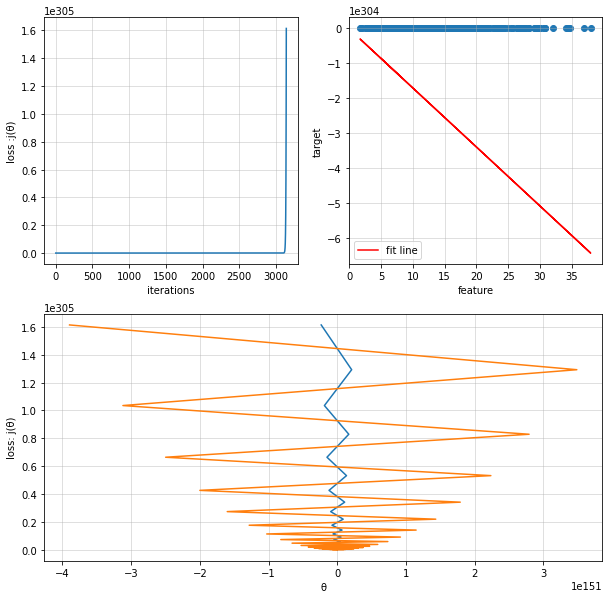 1e305
1.6
1.4
1.2
1.0
0.8
0.6
0.4
0.2
0.0
loss :j(θ)
0 500 1000 1500 2000 2500 3000
iterations
1e304
0
−1
−2
−3
−4
−5
−6
target
fit line
0 5 10 15 20 25 30 35
feature
1e305
1.6
1.4
1.2
1.0
0.8
0.6
0.4
0.2
0.0
loss: j(θ)
−4 −3 −2 −1 0 1 2 3
θ
1e151